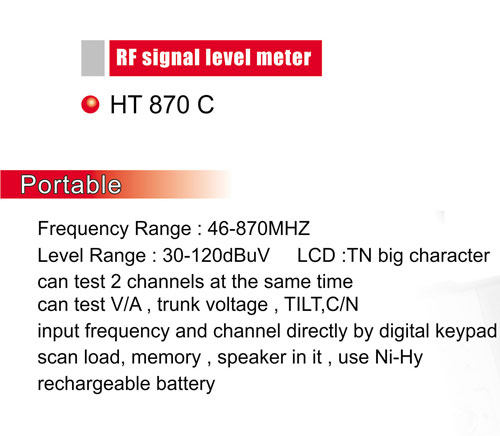 RF signal level meter
HT 870 C
Portable
Frequency Range : 46-870MHZ
Level Range : 30-120dBuV LCD :TN big character
can test 2 channels at the same time
can test V/A , trunk voltage , TILT,C/N
input frequency and channel directly by digital keypad
scan load, memory , speaker in it , use Ni-Hy
rechargeable battery